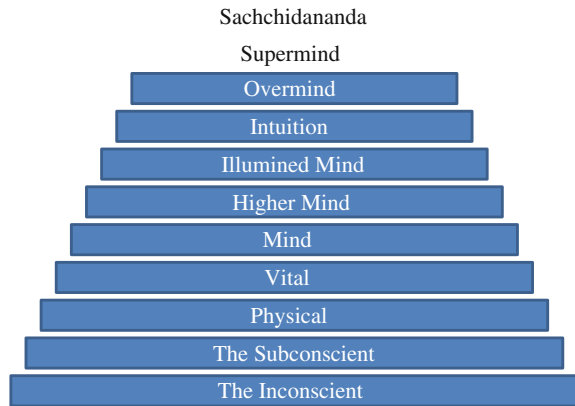 Sachchidananda
Supermind
Overmind
Intuition
Illumined Mind
Higher Mind
Mind
Vital
Physical
The Subconscient
The Inconscient